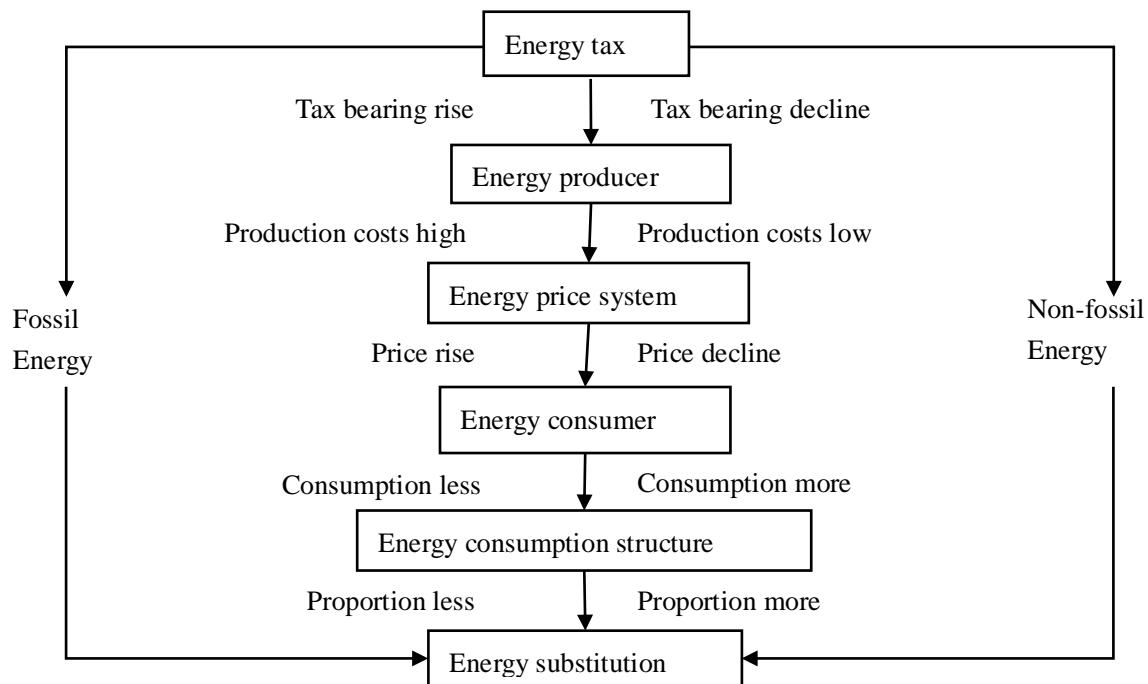 Energy tax
Tax bearing rise
Tax bearing decline
Energy producer
Production costs high
Production costs low
Energy price system
Fossil
Energy
Non-fossil
Energy
Price rise
Price decline
Energy consumer
Consumption less
Consumption more
Energy consumption structure
Proportion less
Proportion more
Energy substitution